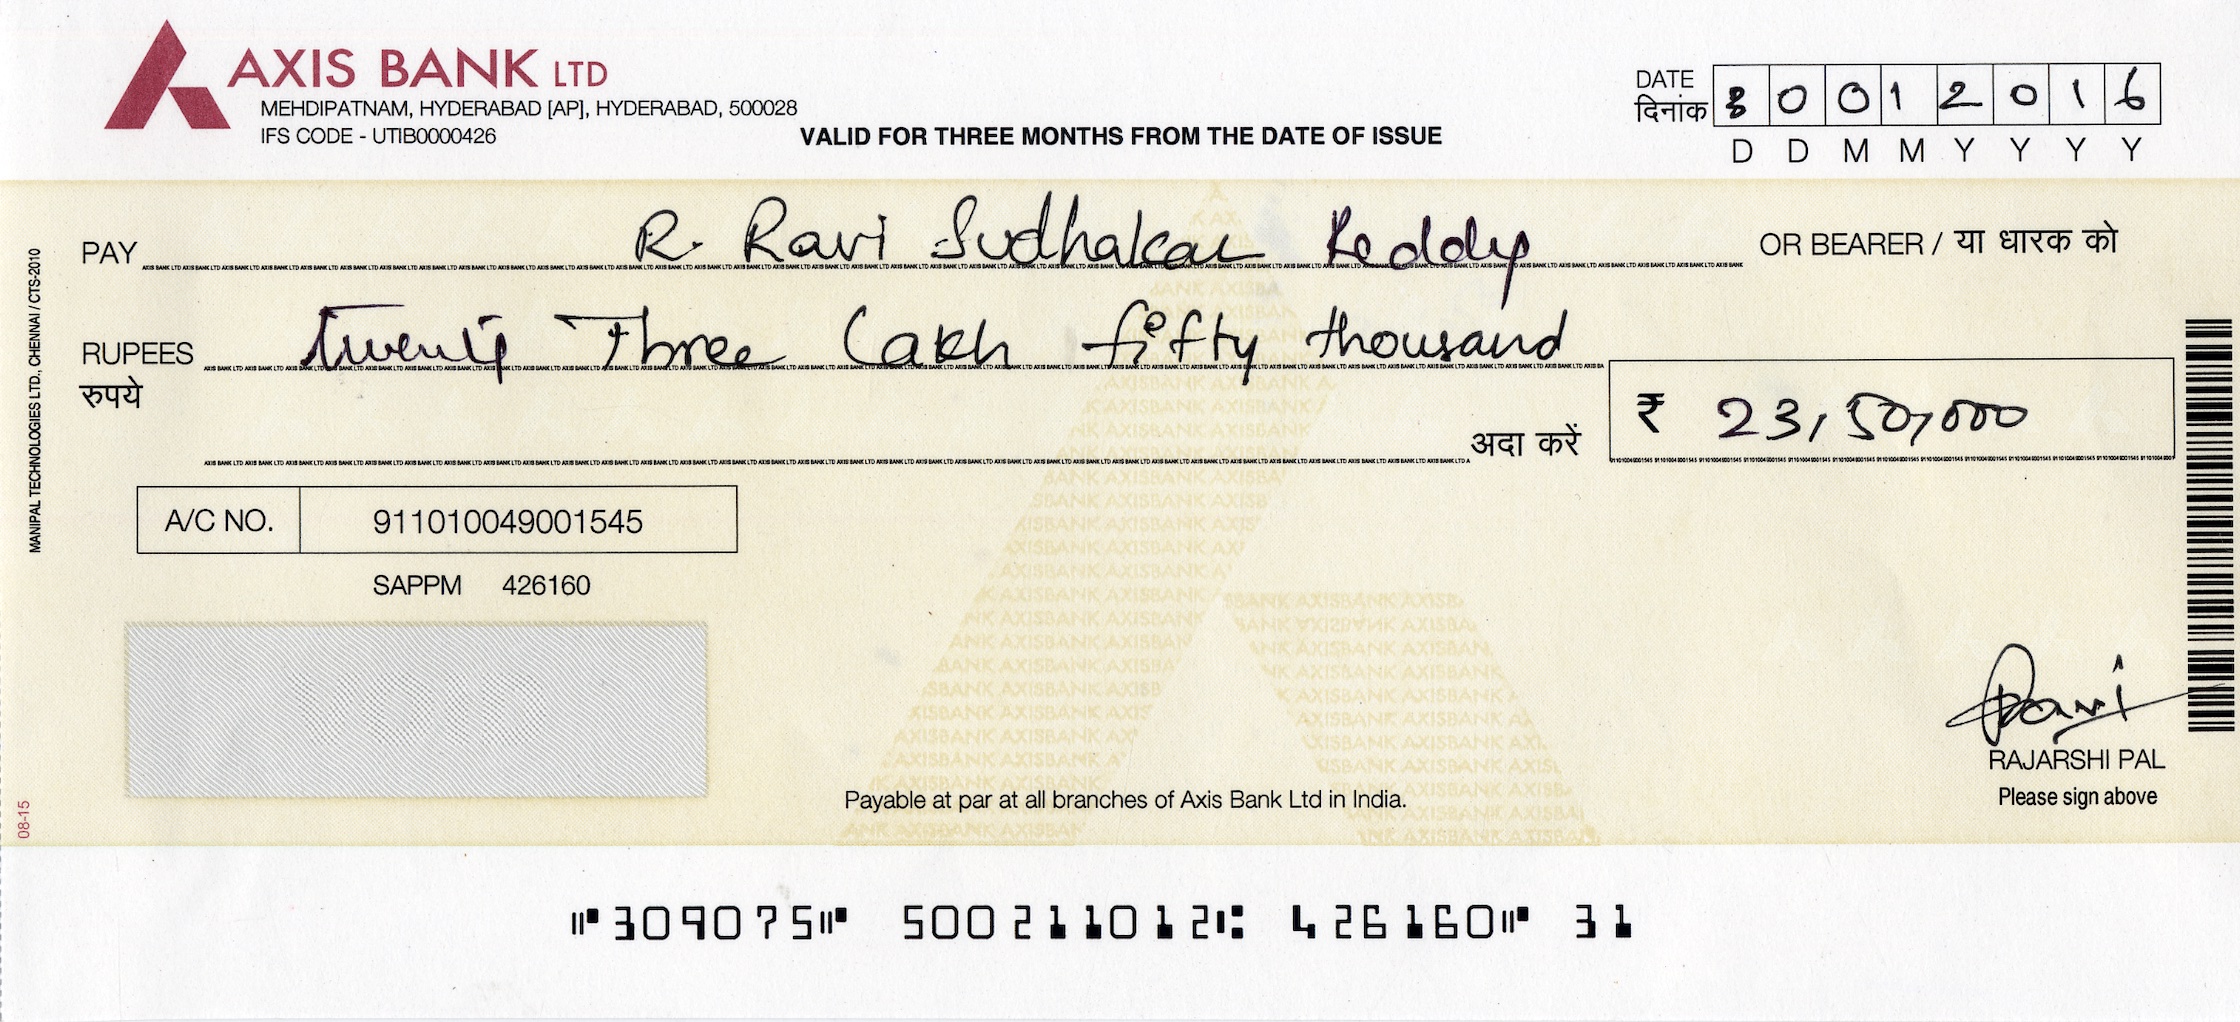 AXIS BANK LTD
MEHDIPATNAM, HYDERABAD [AP], HYDERABAD, 500028
IFS CODE - UTIB0000426
VALID FOR THREE MONTHS FROM THE DATE OF ISSUE
DATE
दिनांक 3 0 0 1 2 0 1 6
D D M M Y Y Y Y
PAY R. Ravi Sudhakar Reddy OR BEARER / या धारक को
RUPEES Twenty Three Lakh fifty thousand
रुपये
अदा करें ₹ 23,50,000
A/C NO. 911010049001545
SAPPM 426160
RAJARSHI PAL
Please sign above
Payable at par at all branches of Axis Bank Ltd in India.
MANIPAL TECHNOLOGIES LTD., CHENNAI / CTS-2010
08-15
⑈309075⑈ 500211012⑆ 426160⑈ 31